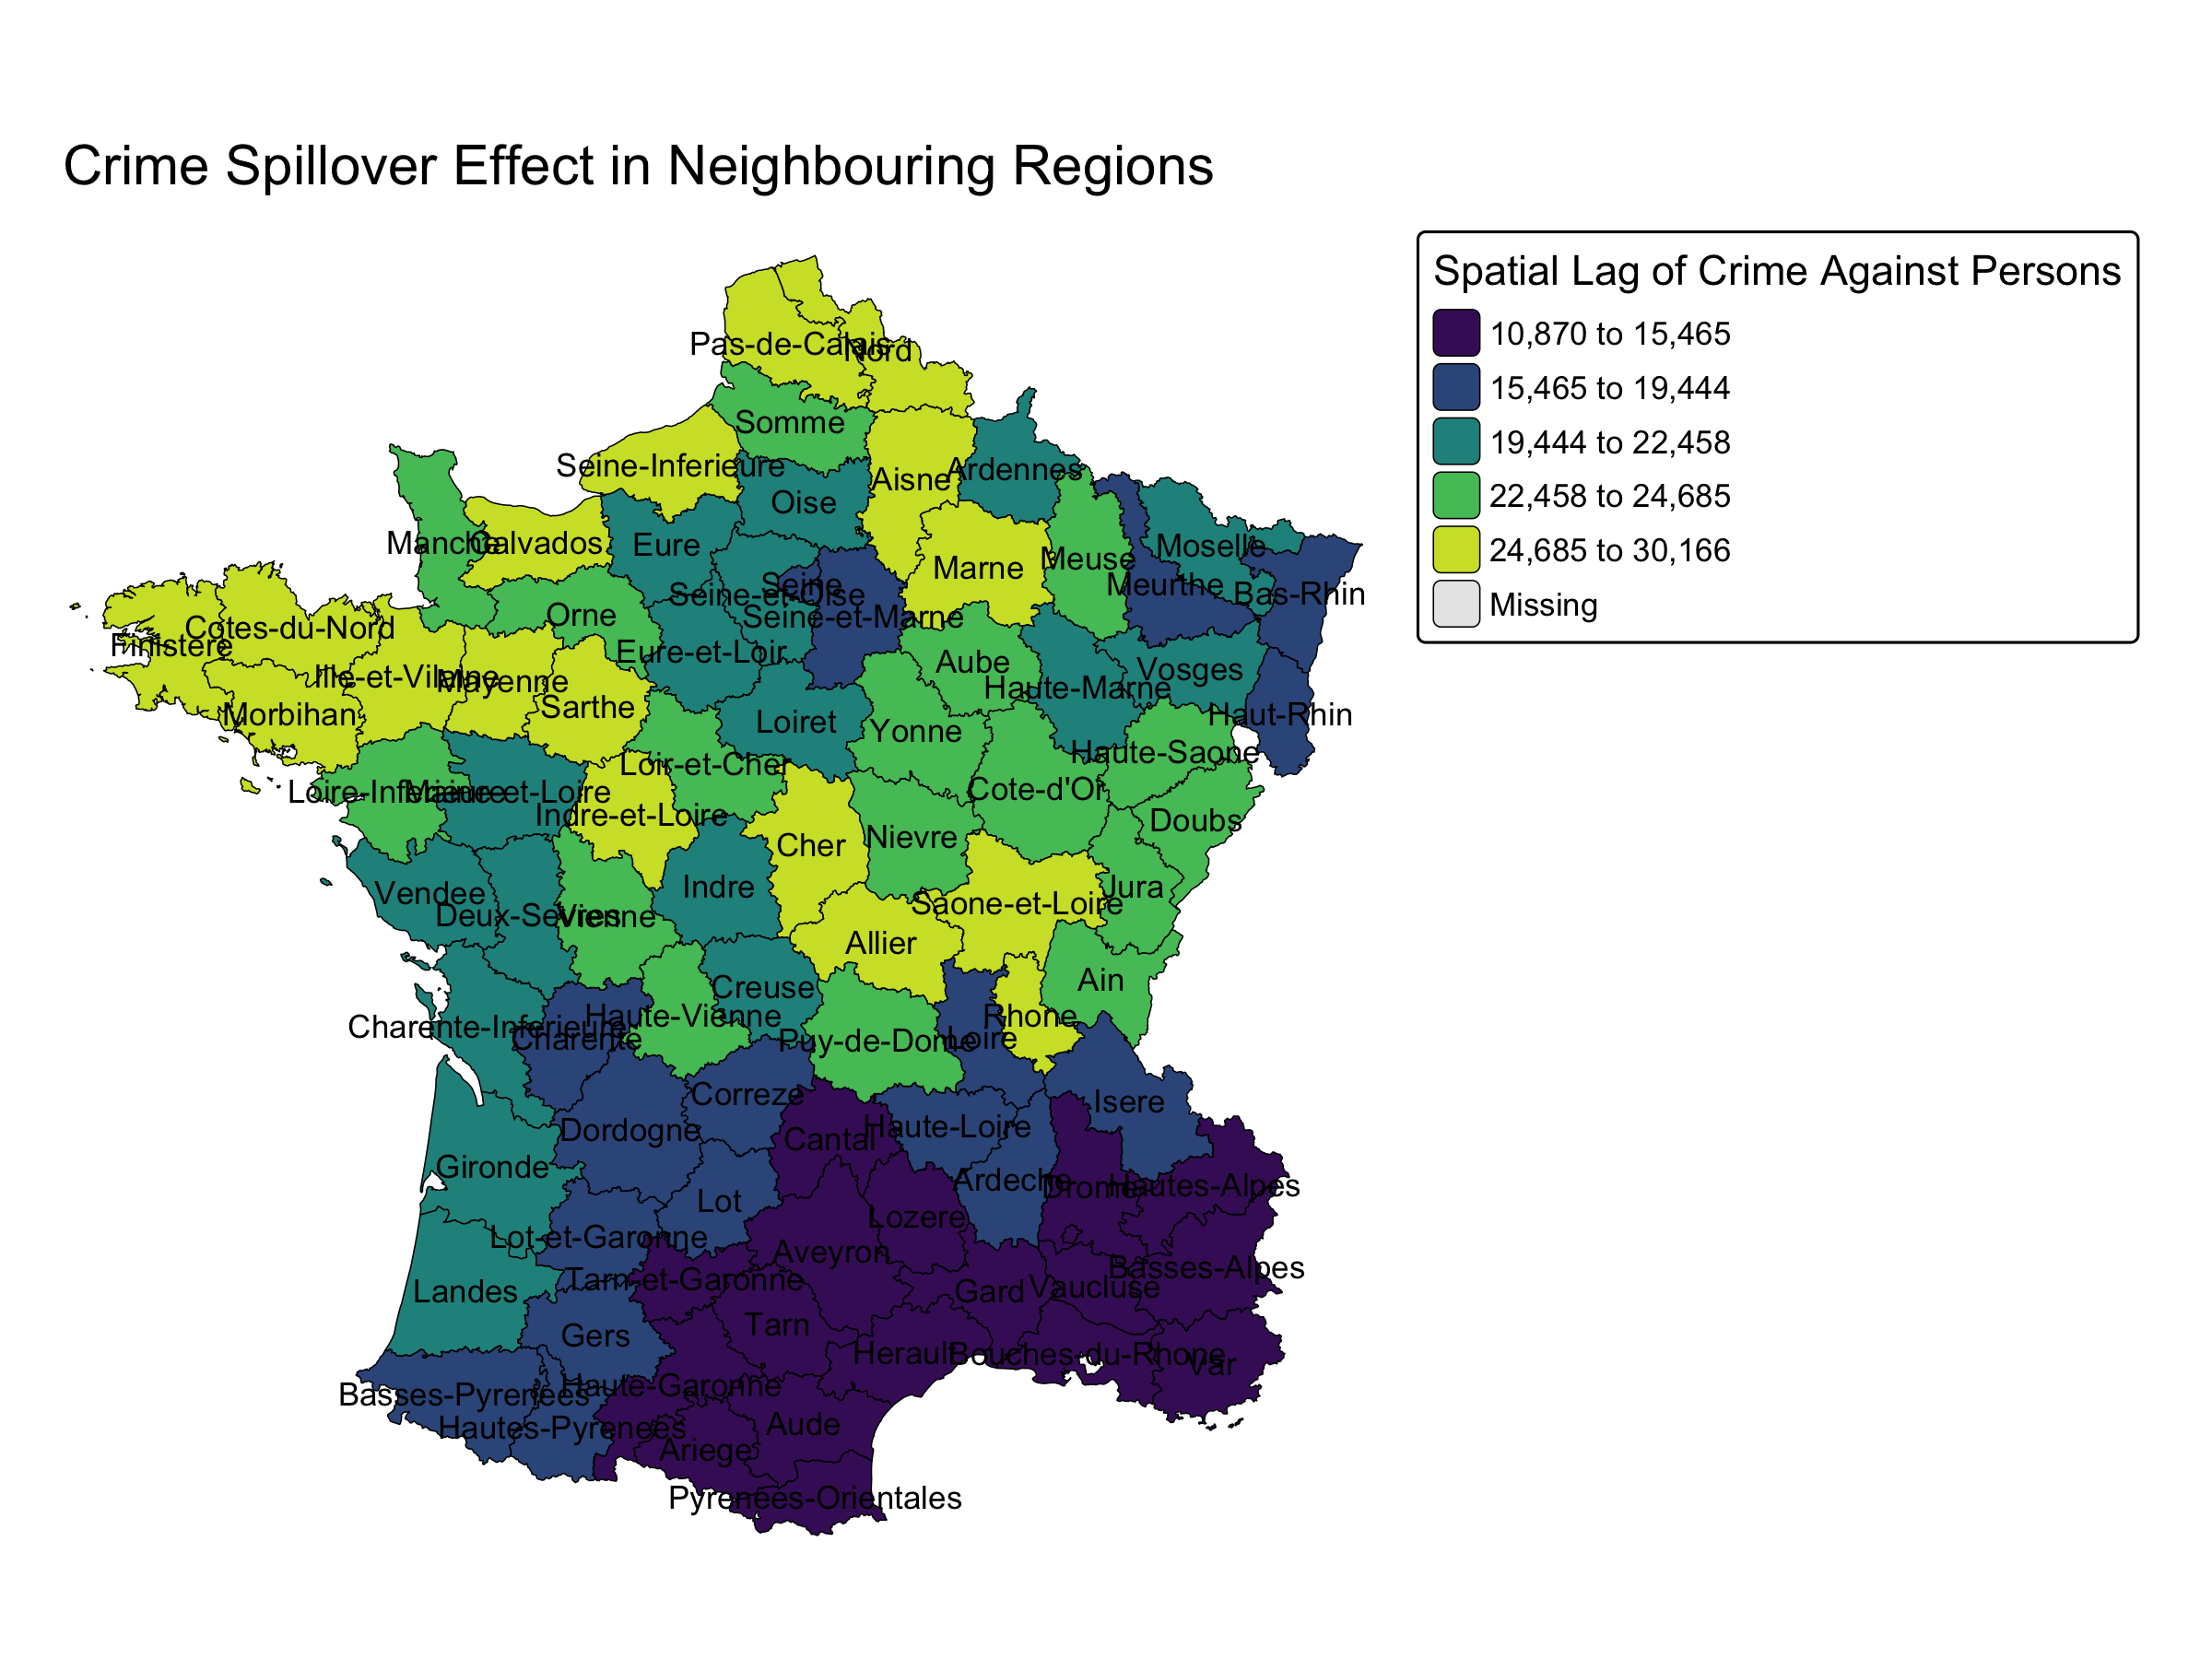 Crime Spillover Effect in Neighbouring Regions
Spatial Lag of Crime Against Persons
10,870 to 15,465
15,465 to 19,444
19,444 to 22,458
22,458 to 24,685
24,685 to 30,166
Missing
Pas-de-Calais
Nord
Somme
Seine-Inferieure
Aisne
Ardennes
Oise
Manche
Calvados
Eure
Moselle
Meuse
Marne
Seine
Meurthe
Seine-et-Oise
Bas-Rhin
Orne
Seine-et-Marne
Cotes-du-Nord
Finistere
Eure-et-Loir
Aube
Vosges
Ille-et-Vilaine
Mayenne
Haute-Marne
Sarthe
Morbihan
Haut-Rhin
Loiret
Yonne
Haute-Saone
Loir-et-Cher
Cote-d'Or
Loire-Inferieure
Maine-et-Loire
Indre-et-Loire
Doubs
Nievre
Cher
Indre
Jura
Vendee
Saone-et-Loire
Deux-Sevres
Vienne
Allier
Ain
Creuse
Haute-Vienne
Rhone
Charente-Inferieure
Charente
Puy-de-Dome
Loire
Correze
Isere
Haute-Loire
Dordogne
Cantal
Gironde
Ardeche
Drome
Hautes-Alpes
Lot
Lozere
Lot-et-Garonne
Aveyron
Basses-Alpes
Tarn-et-Garonne
Vaucluse
Landes
Gard
Tarn
Gers
Herault
Bouches-du-Rhone
Var
Haute-Garonne
Basses-Pyrenees
Aude
Hautes-Pyrenees
Ariege
Pyrenees-Orientales